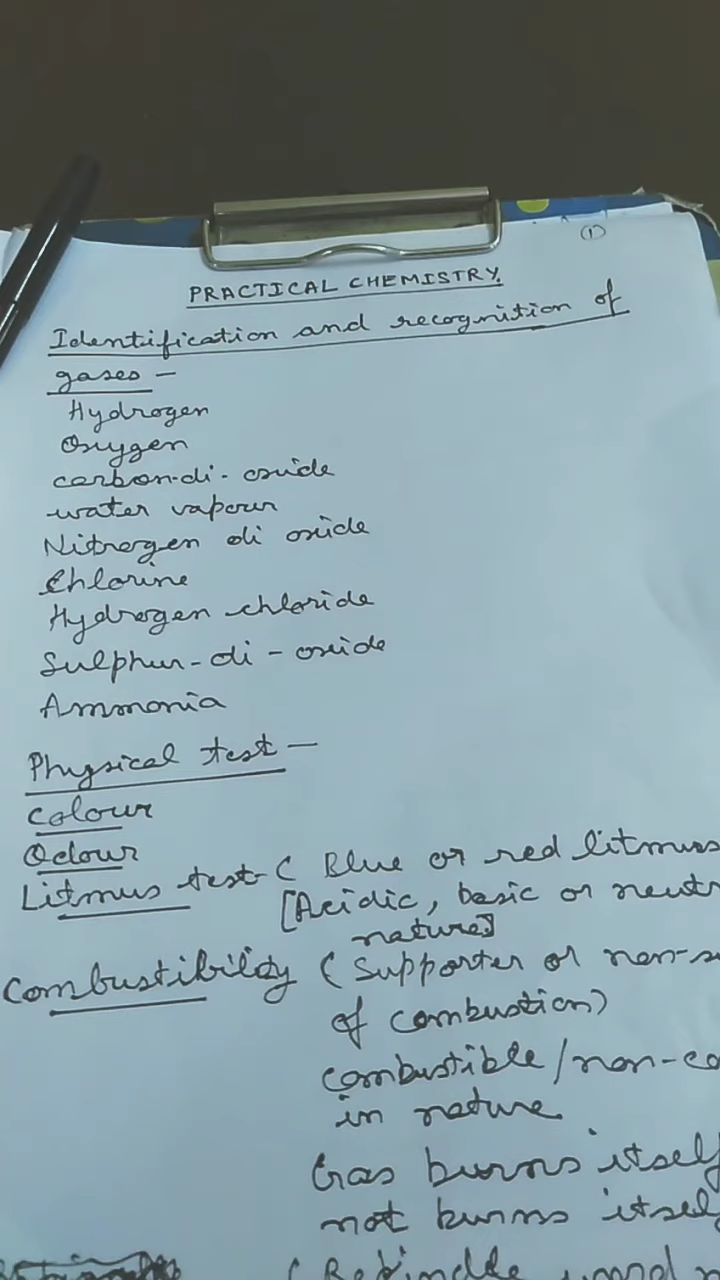 (1)
PRACTICAL CHEMISTRY.
Identification and recognition of
gases —
Hydrogen
Oxygen
carbon-di-oxide
water vapour
Nitrogen di oxide
Chlorine
Hydrogen chloride
Sulphur-di-oxide
Ammonia
Physical test —
Colour
Odour
Litmus test- ( Blue or red litmus
[Acidic, basic or neutr
nature]
Combustibility ( Supporter or non-su
of combustion)
combustible/non-co
in nature.
Gas burns itself
not burns itsel